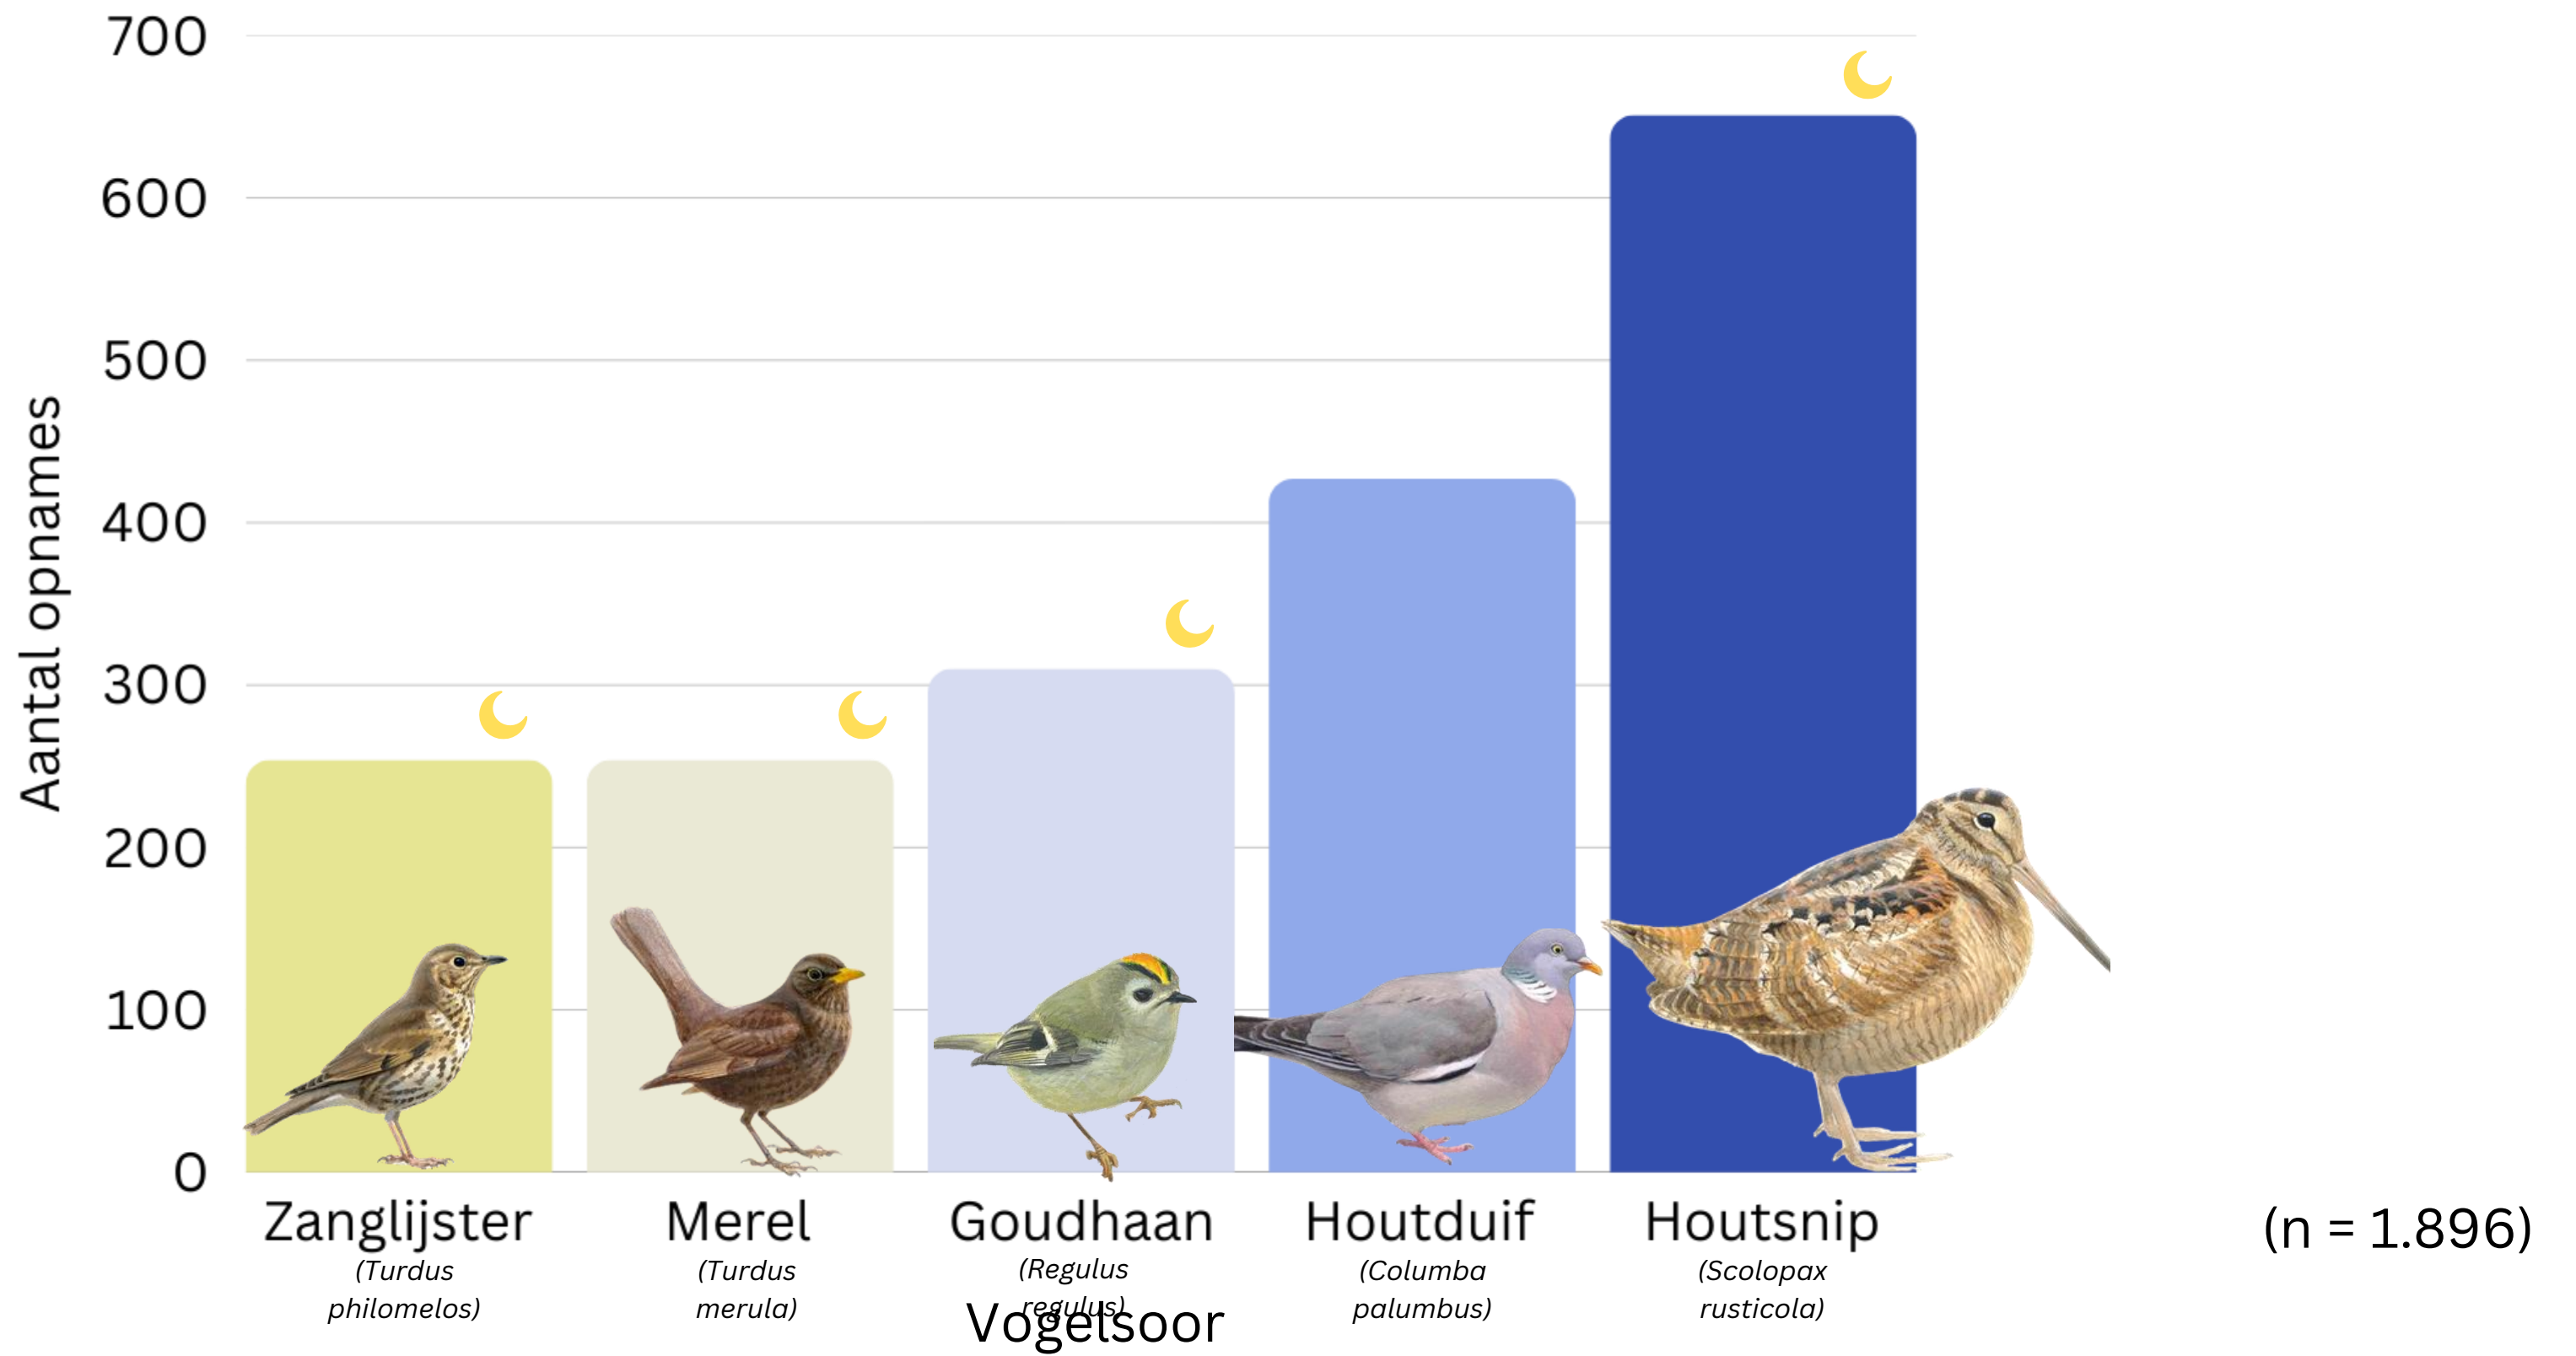 700
600
500
400
300
200
100
0
Aantal opnames
Zanglijster
(Turdus
philomelos)
Merel
(Turdus
merula)
Goudhaan
(Regulus
regulus)
Houtduif
(Columba
palumbus)
Houtsnip
(Scolopax
rusticola)
Vogelsoor
(n = 1.896)